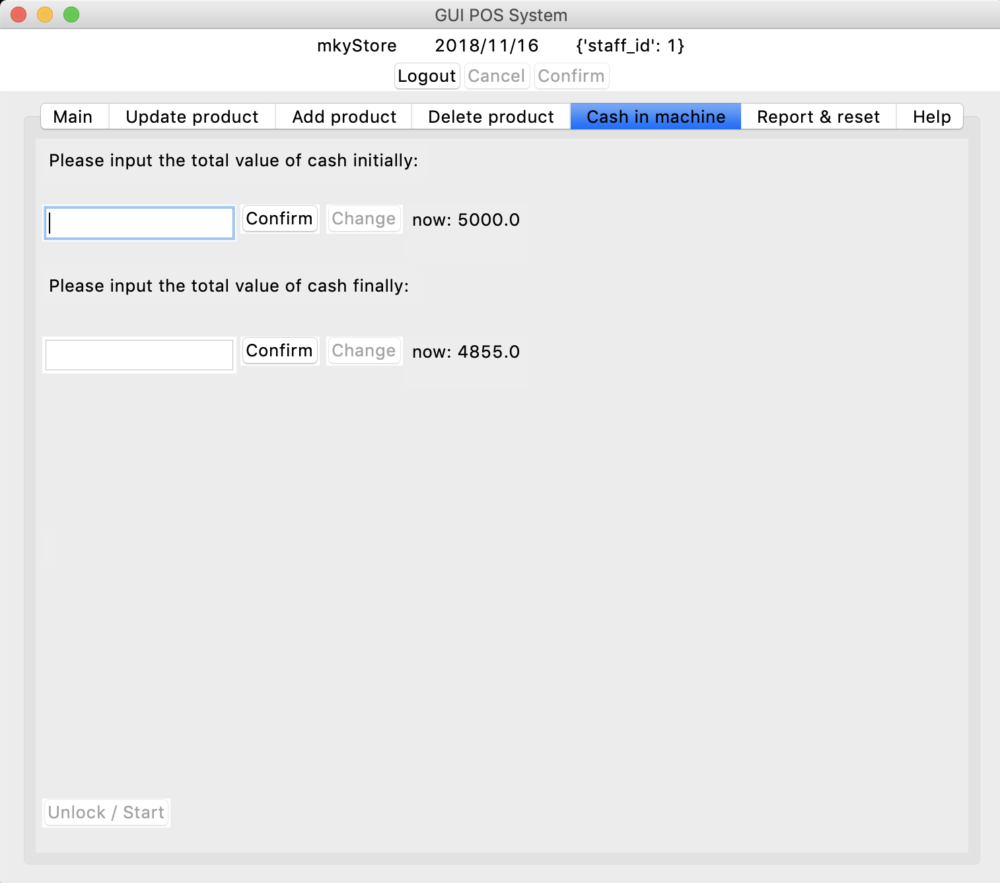 GUI POS System
mkyStore 2018/11/16 {'staff_id': 1}
Logout Cancel Confirm
Main Update product Add product Delete product Cash in machine Report & reset Help
Please input the total value of cash initially:
Confirm Change now: 5000.0
Please input the total value of cash finally:
Confirm Change now: 4855.0
Unlock / Start